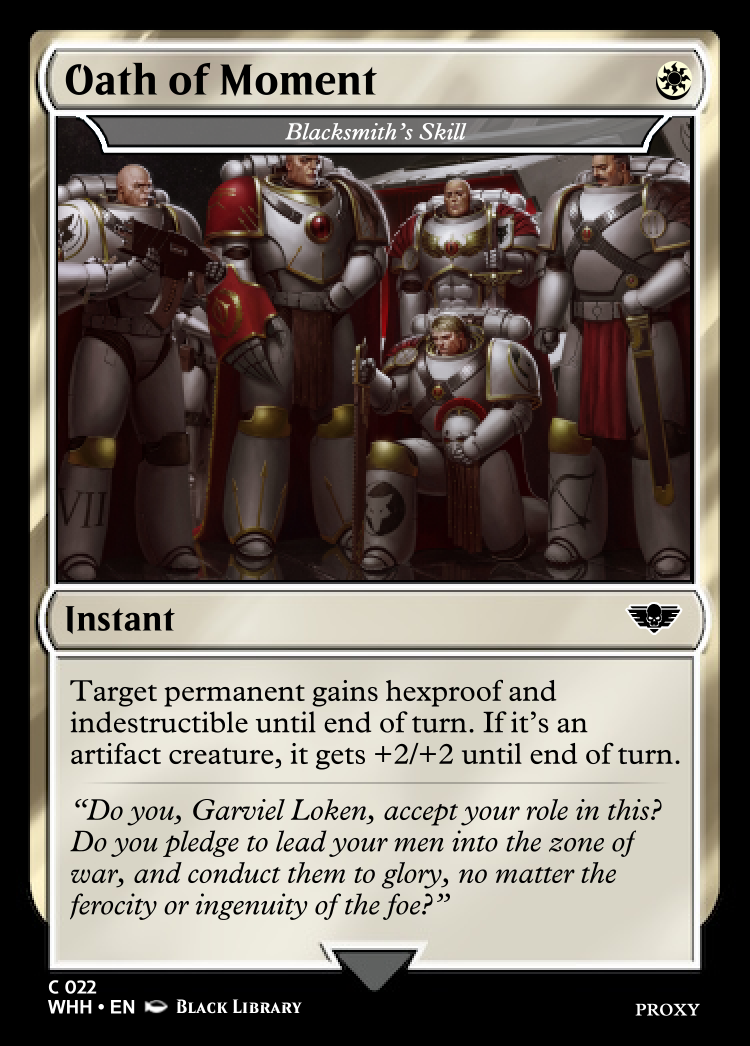 Oath of Moment
Blacksmith's Skill
VII
Instant
Target permanent gains hexproof and
indestructible until end of turn. If it's an
artifact creature, it gets +2/+2 until end of turn.
“Do you, Garviel Loken, accept your role in this?
Do you pledge to lead your men into the zone of
war, and conduct them to glory, no matter the
ferocity or ingenuity of the foe?”
C 022
WHH • EN Black Library
PROXY